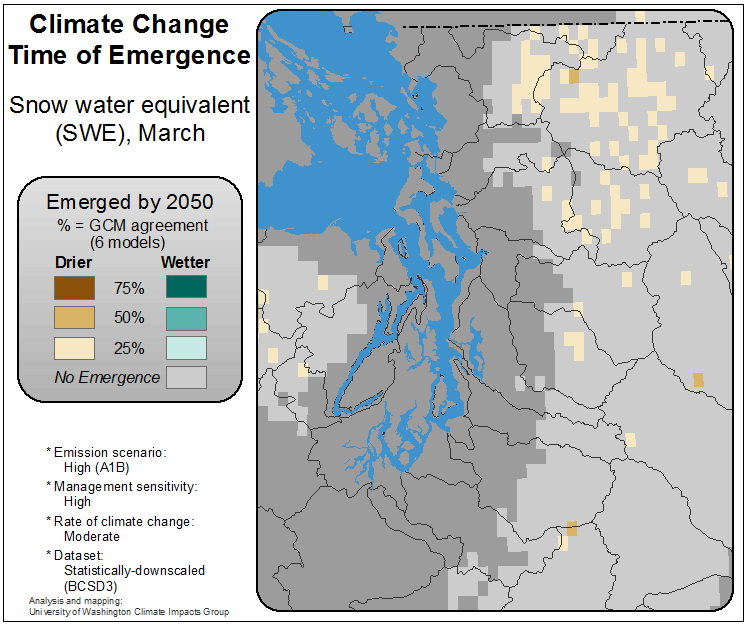 Climate Change
Time of Emergence
Snow water equivalent
(SWE), March
Emerged by 2050
% = GCM agreement
(6 models)
Drier Wetter
75%
50%
25%
No Emergence
* Emission scenario:
High (A1B)
* Management sensitivity:
High
* Rate of climate change:
Moderate
* Dataset:
Statistically-downscaled
(BCSD3)
Analysis and mapping:
University of Washington Climate Impacts Group